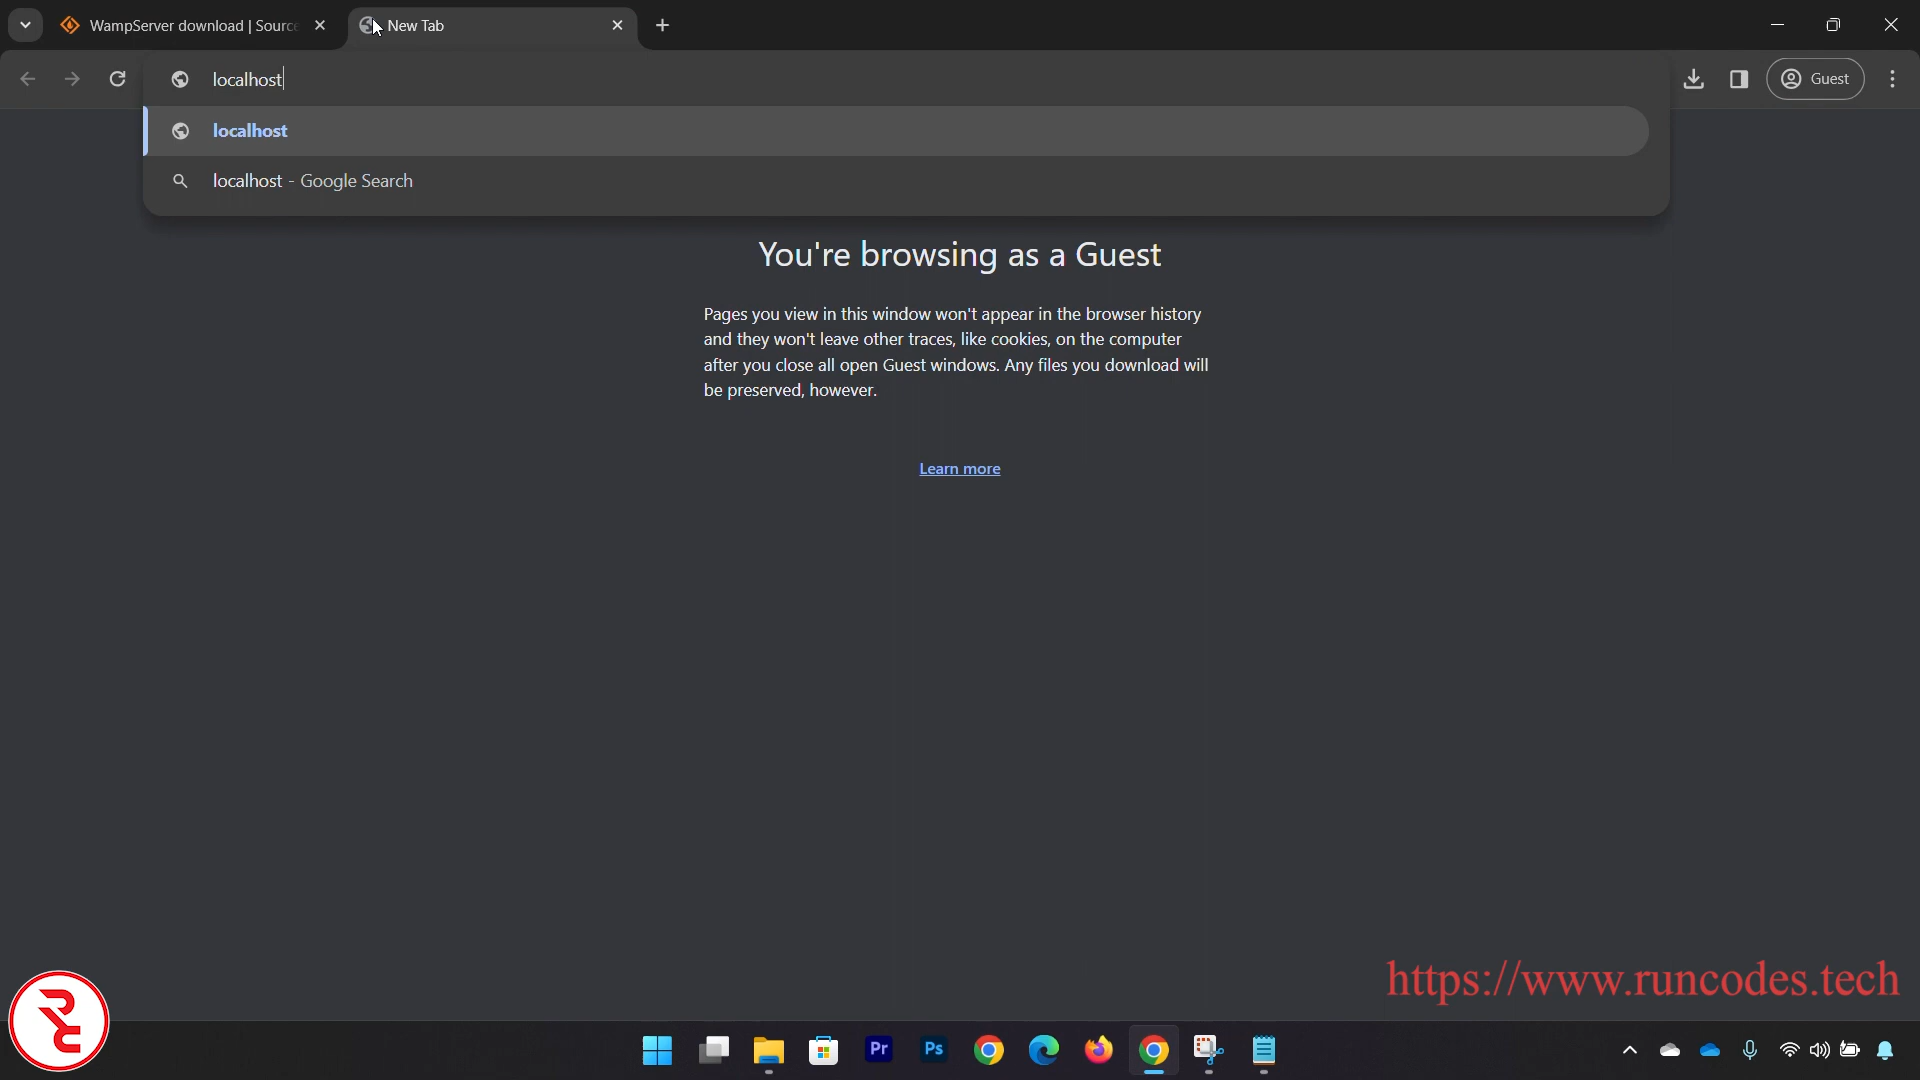 WampServer download | Source
New Tab
localhost
Guest
localhost
localhost - Google Search
You're browsing as a Guest
Pages you view in this window won't appear in the browser history
and they won't leave other traces, like cookies, on the computer
after you close all open Guest windows. Any files you download will
be preserved, however.
Learn more
https://www.runcodes.tech
Pr
Ps